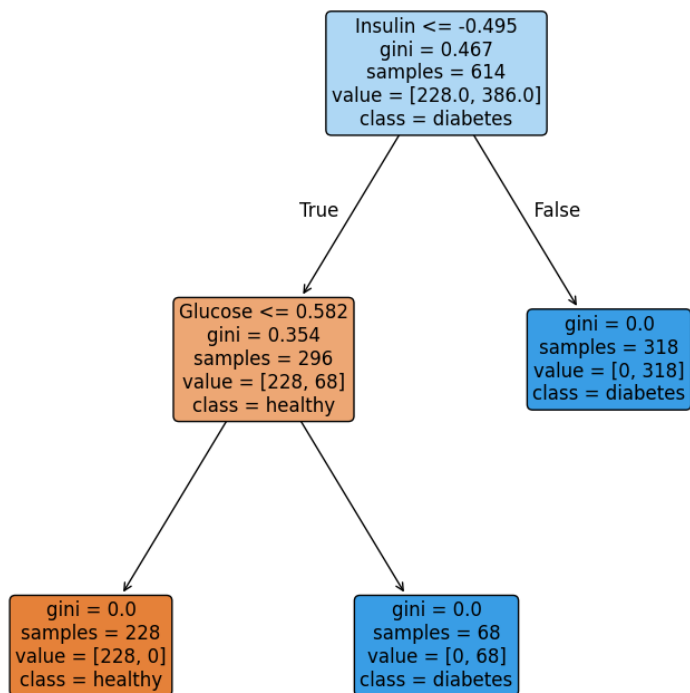 Insulin <= -0.495
gini = 0.467
samples = 614
value = [228.0, 386.0]
class = diabetes
True
False
Glucose <= 0.582
gini = 0.354
samples = 296
value = [228, 68]
class = healthy
gini = 0.0
samples = 318
value = [0, 318]
class = diabetes
gini = 0.0
samples = 228
value = [228, 0]
class = healthy
gini = 0.0
samples = 68
value = [0, 68]
class = diabetes